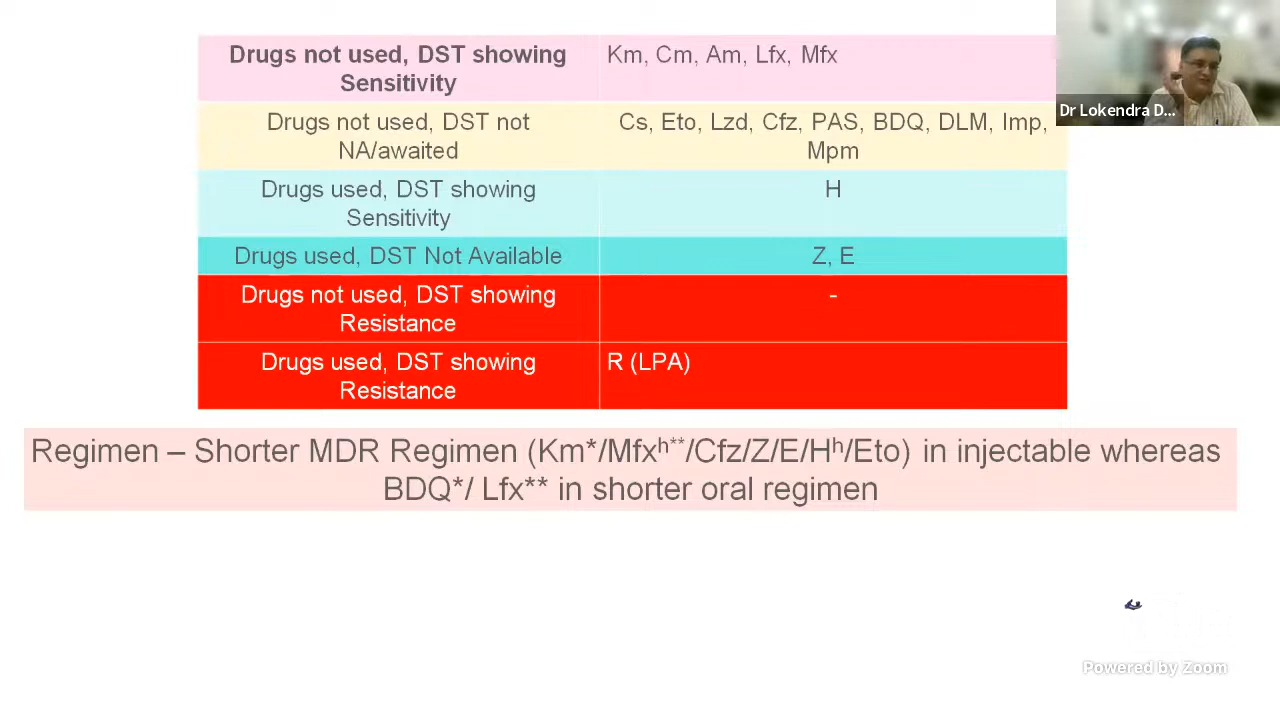 Drugs not used, DST showing
Sensitivity
Km, Cm, Am, Lfx, Mfx
Dr Lokendra D...
Drugs not used, DST not
NA/awaited
Cs, Eto, Lzd, Cfz, PAS, BDQ, DLM, Imp,
Mpm
Drugs used, DST showing
Sensitivity
H
Drugs used, DST Not Available
Z, E
Drugs not used, DST showing
Resistance
-
Drugs used, DST showing
Resistance
R (LPA)
Regimen – Shorter MDR Regimen (Km*/Mfxʰ**/Cfz/Z/E/Hʰ/Eto) in injectable whereas
BDQ*/ Lfx** in shorter oral regimen
Powered by Zoom